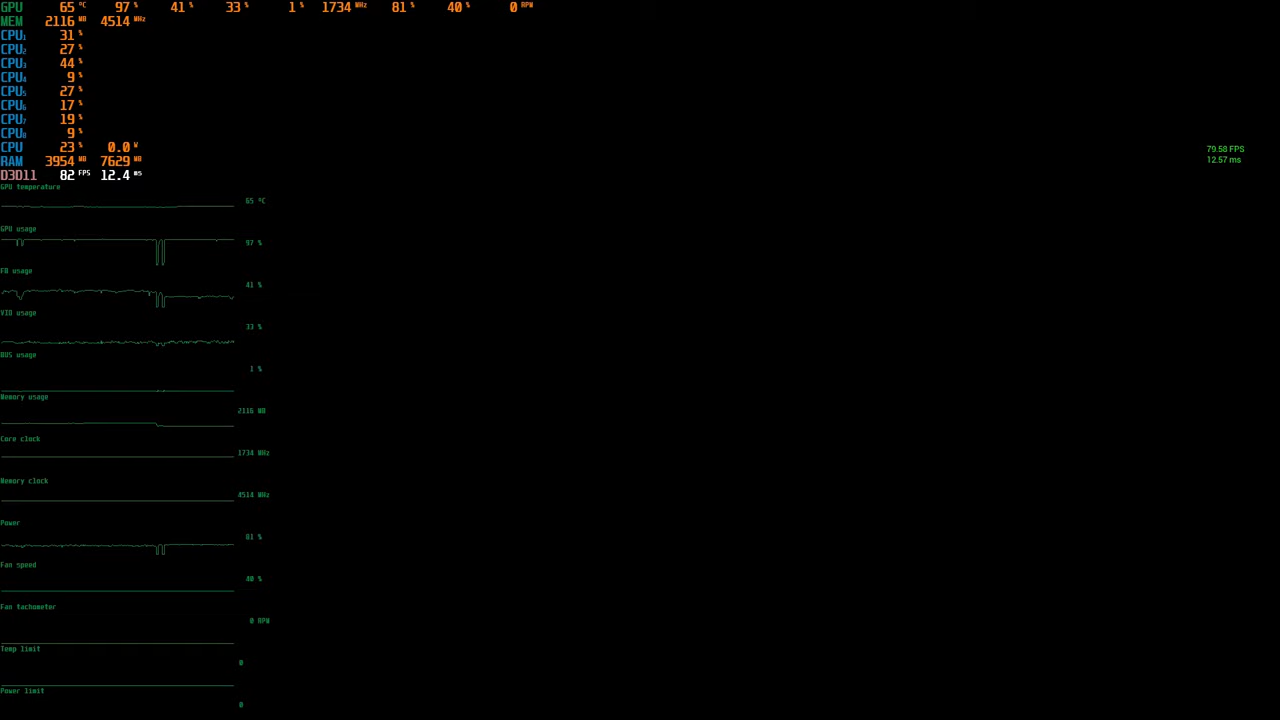 GPU 65 °C 97 % 41 % 33 % 1 % 1734 MHz 81 % 40 % 0 RPM
MEM 2116 MB 4514 MHz
CPU1 31 %
CPU2 27 %
CPU3 44 %
CPU4 9 %
CPU5 27 %
CPU6 17 %
CPU7 19 %
CPU8 9 %
CPU 23 % 0.0 W
RAM 3954 MB 7629 MB
D3D11 82 FPS 12.4 ms
79.58 FPS
12.57 ms
GPU temperature
65 °C
GPU usage
97 %
FB usage
41 %
VID usage
33 %
BUS usage
1 %
Memory usage
2116 MB
Core clock
1734 MHz
Memory clock
4514 MHz
Power
81 %
Fan speed
40 %
Fan tachometer
0 RPM
Temp limit
0
Power limit
0